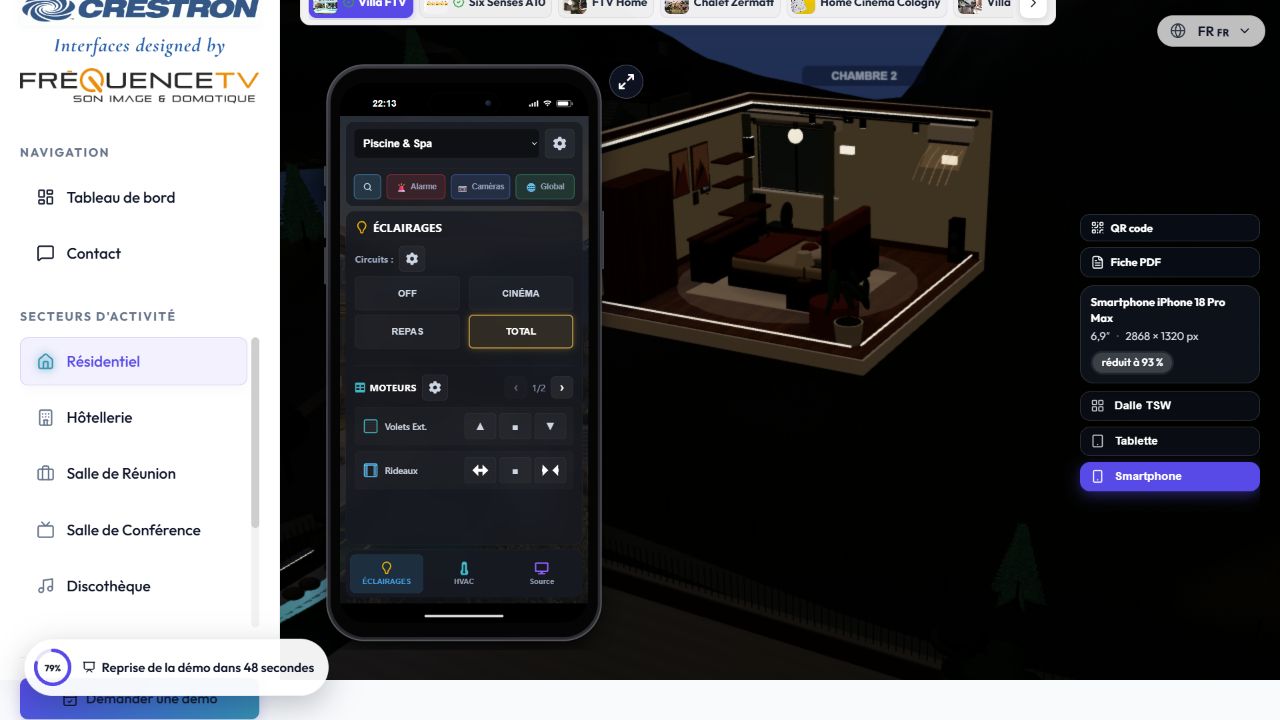 CRESTRON
Interfaces designed by
FRÉQUENCETV
SON IMAGE & DOMOTIQUE
NAVIGATION
Tableau de bord
Contact
SECTEURS D'ACTIVITÉ
Résidentiel
Hôtellerie
Salle de Réunion
Salle de Conférence
Discothèque
79%
Reprise de la démo dans 48 secondes
Demander une démo
Villa FTV
Six Senses A10
FTV Home
Chalet Zermatt
Home Cinema Cologny
Villa
FR FR
CHAMBRE 2
22:13
Piscine & Spa
Alarme
Caméras
Global
ÉCLAIRAGES
Circuits :
OFF
CINÉMA
REPAS
TOTAL
MOTEURS
1/2
Volets Ext.
Rideaux
ÉCLAIRAGES
HVAC
Source
QR code
Fiche PDF
Smartphone iPhone 18 Pro
Max
6,9" · 2868 × 1320 px
réduit à 93 %
Dalle TSW
Tablette
Smartphone